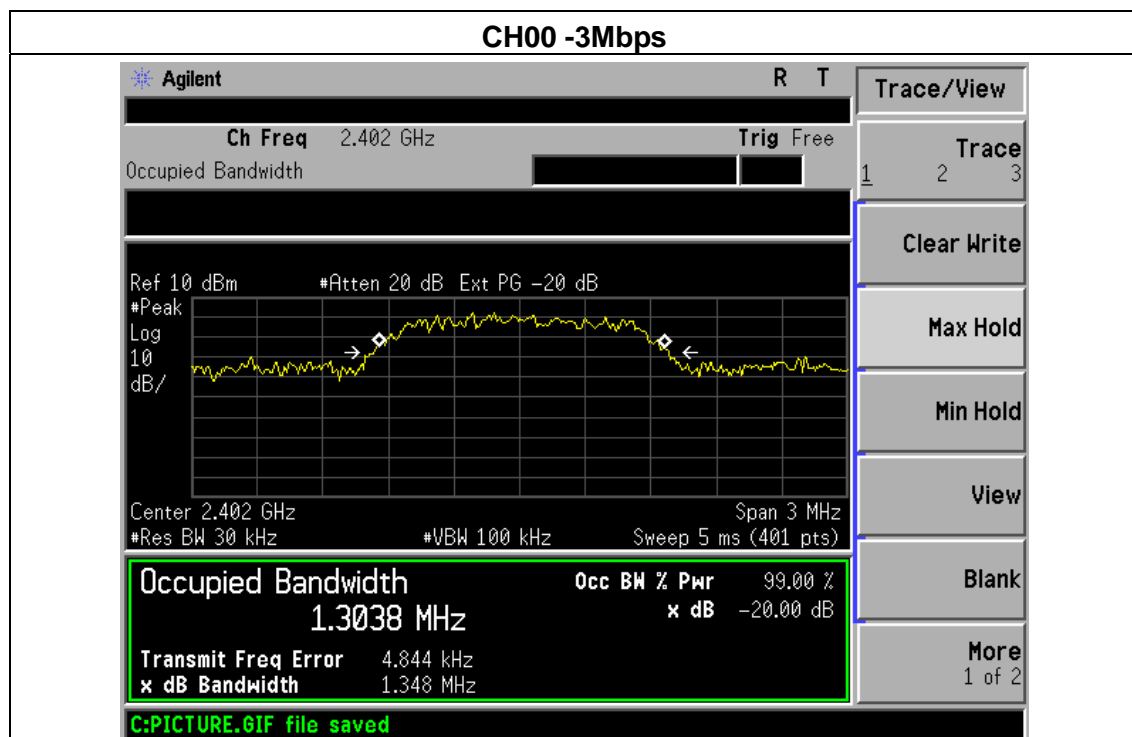 CH00 -3Mbps
Agilent R T
Trace/View
Ch Freq 2.402 GHz Trig Free
Occupied Bandwidth
Trace
1 2 3
Clear Write
Ref 10 dBm #Atten 20 dB Ext PG -20 dB
#Peak
Log
10
dB/
Max Hold
Min Hold
View
Center 2.402 GHz Span 3 MHz
#Res BW 30 kHz #VBW 100 kHz Sweep 5 ms (401 pts)
Occupied Bandwidth Occ BW % Pwr 99.00 %
1.3038 MHz x dB -20.00 dB
Transmit Freq Error 4.844 kHz
x dB Bandwidth 1.348 MHz
Blank
More
1 of 2
C:PICTURE.GIF file saved